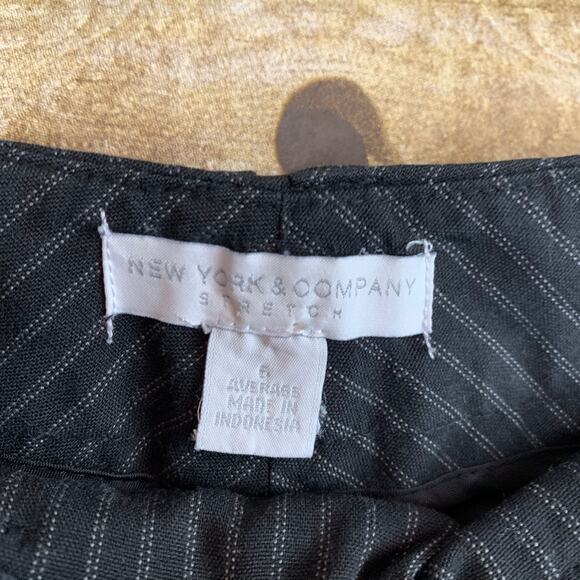 NEW YORK & COMPANY
STRETCH
6
AVERAGE
MADE IN
INDONESIA